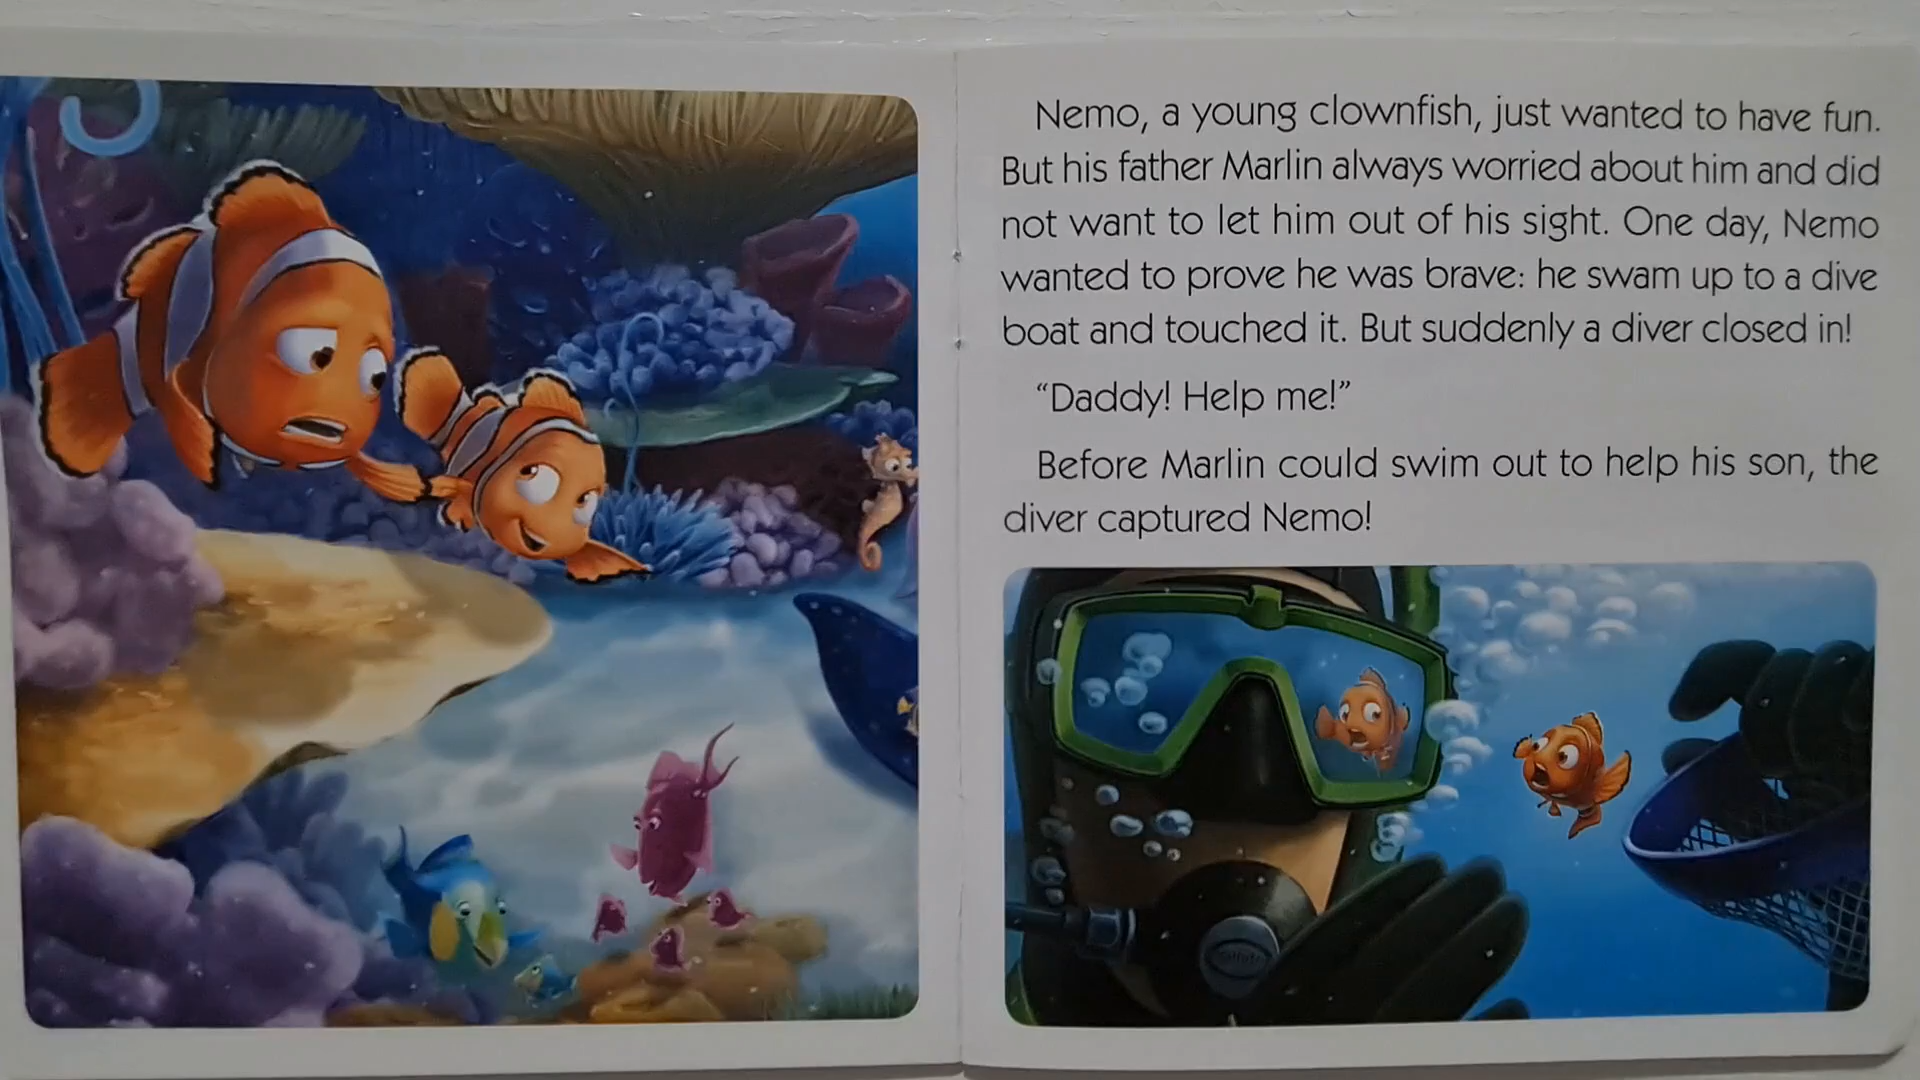 Nemo, a young clownfish, just wanted to have fun.
But his father Marlin always worried about him and did
not want to let him out of his sight. One day, Nemo
wanted to prove he was brave: he swam up to a dive
boat and touched it. But suddenly a diver closed in!
“Daddy! Help me!”
Before Marlin could swim out to help his son, the
diver captured Nemo!